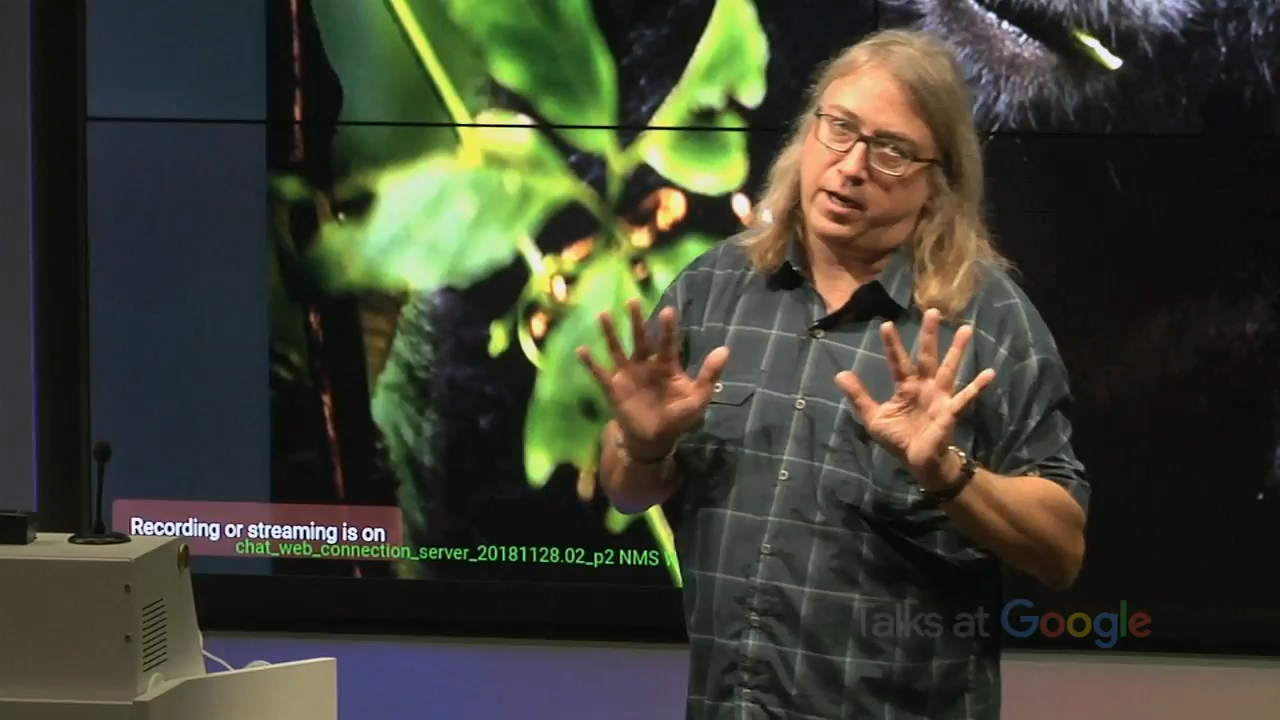 Recording or streaming is on
chat_web_connection_server_20181128.02_p2 NMS
Talks at Google